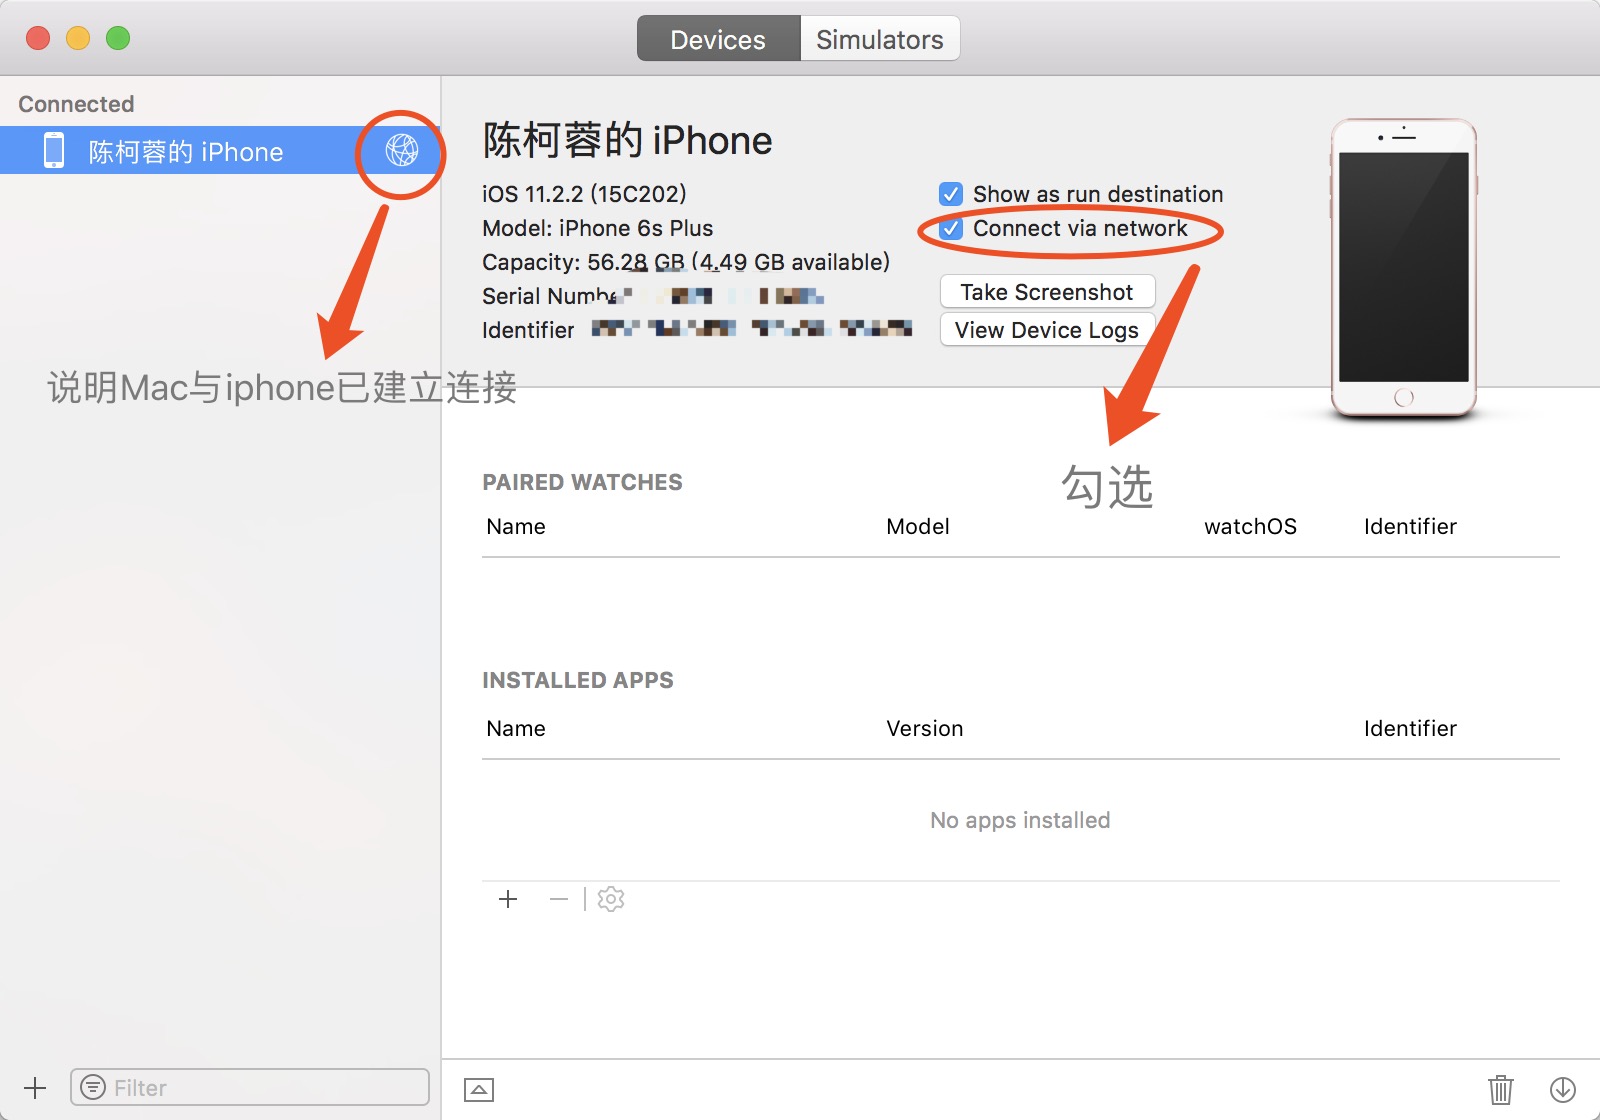 Devices
Simulators
Connected
陈柯蓉的 iPhone
陈柯蓉的 iPhone
iOS 11.2.2 (15C202)
Model: iPhone 6s Plus
Capacity: 56.28 GB (4.49 GB available)
Serial Numbe
Identifier
Show as run destination
Connect via network
Take Screenshot
View Device Logs
说明Mac与iphone已建立连接
勾选
PAIRED WATCHES
Name
Model
watchOS
Identifier
INSTALLED APPS
Name
Version
Identifier
No apps installed
Filter